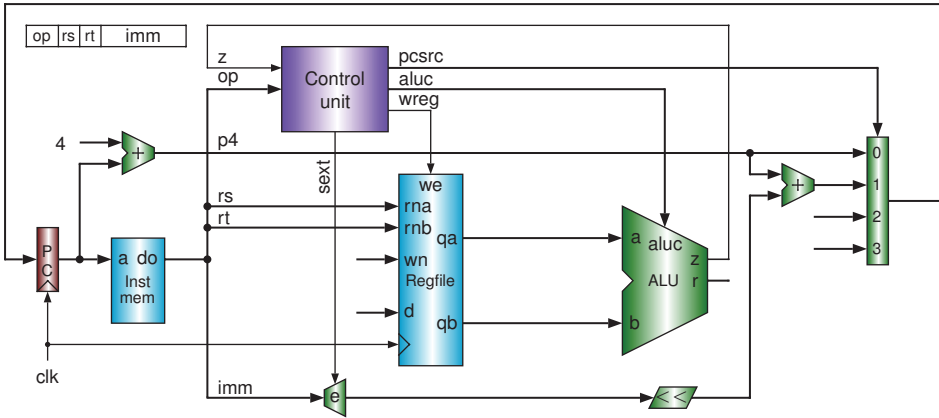 op rs rt imm
z
op
Control
unit
pcsrc
aluc
wreg
4
+
p4
sext
0
1
2
3
+
rs
rt
we
rna
rnb
wn
Regfile
d
qa
qb
a
aluc
z
ALU
r
b
P
C
a do
Inst
mem
clk
imm
e
<<